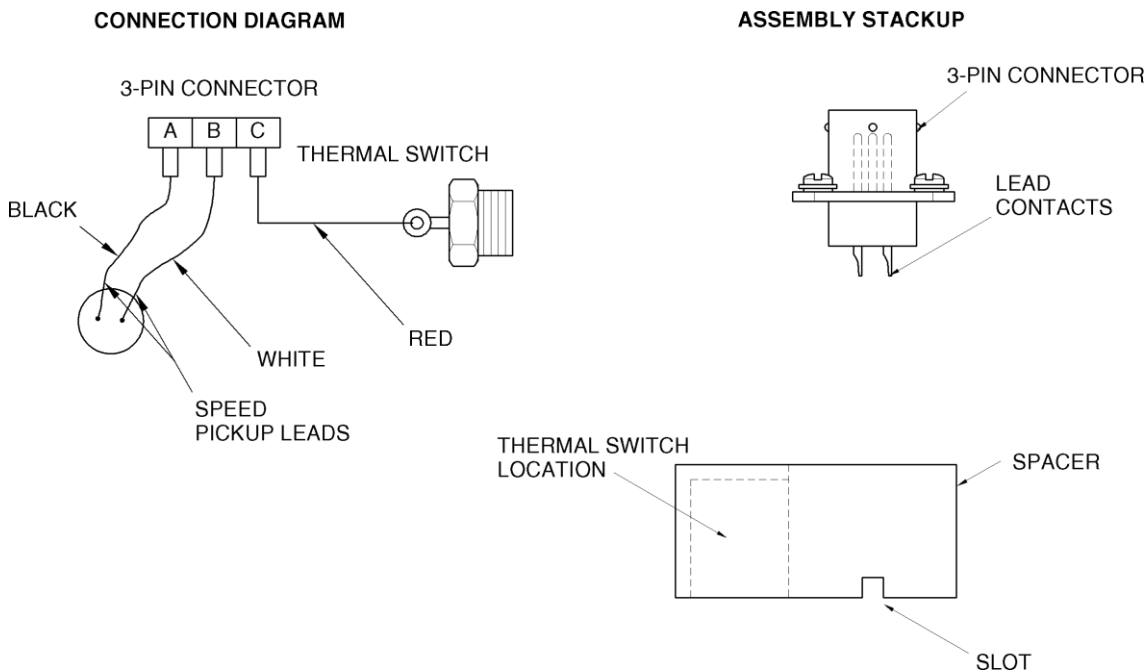 CONNECTION DIAGRAM
3-PIN CONNECTOR
A B C
THERMAL SWITCH
BLACK
RED
WHITE
SPEED
PICKUP LEADS
ASSEMBLY STACKUP
3-PIN CONNECTOR
LEAD
CONTACTS
THERMAL SWITCH
LOCATION
SPACER
SLOT